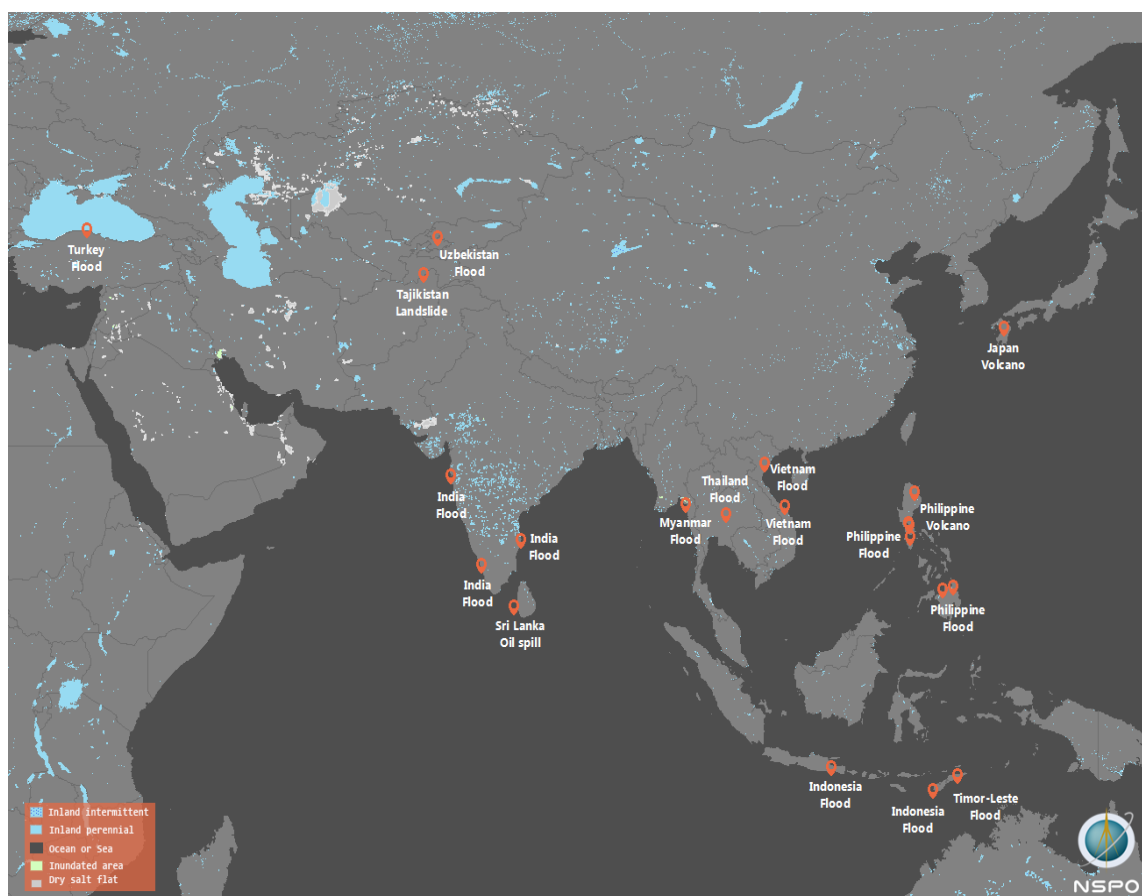 Turkey
Flood
Uzbekistan
Flood
Tajikistan
Landslide
Japan
Volcano
India
Flood
Thailand
Flood
Vietnam
Flood
Myanmar
Flood
Vietnam
Flood
Philippine
Volcano
Philippine
Flood
India
Flood
India
Flood
Sri Lanka
Oil spill
Philippine
Flood
Indonesia
Flood
Indonesia
Flood
Timor-Leste
Flood
Inland intermittent
Inland perennial
Ocean or Sea
Inundated area
Dry salt flat
NSPO